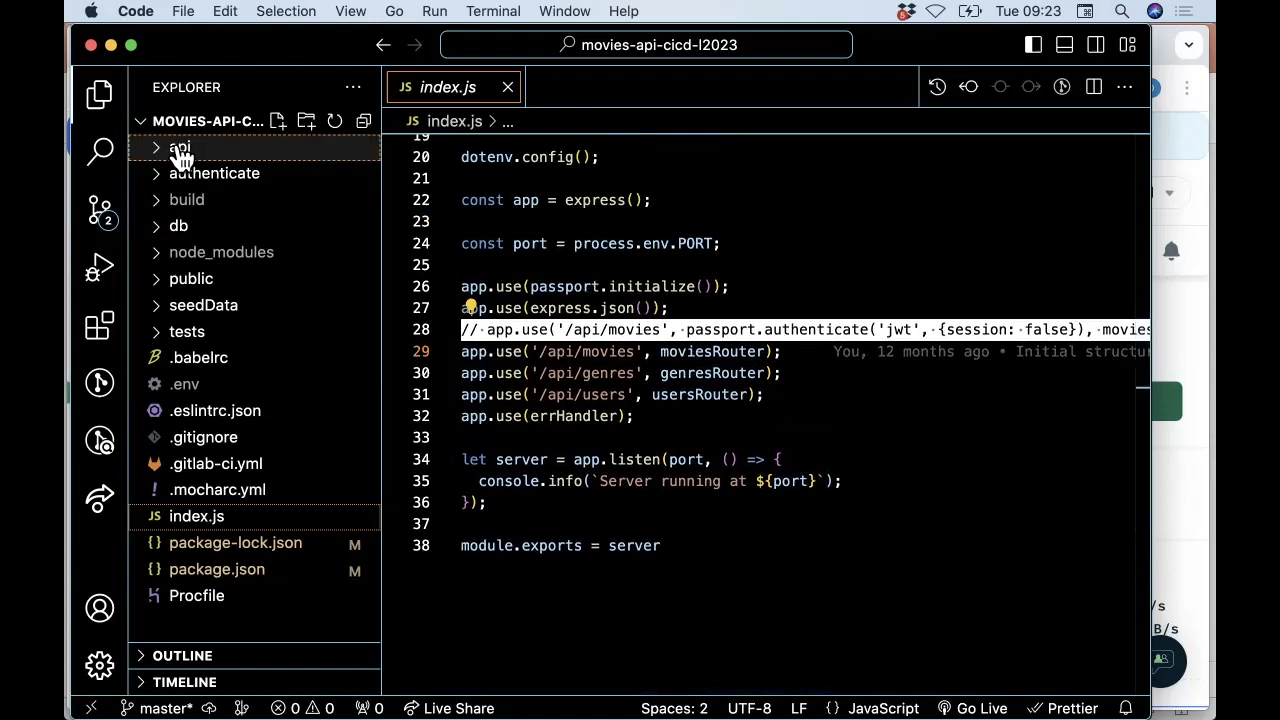 Code File Edit Selection View Go Run Terminal Window Help 5 Tue 09:23
movies-api-cicd-l2023
EXPLORER
MOVIES-API-C...
api
authenticate
build
db
node_modules
public
seedData
tests
.babelrc
.env
.eslintrc.json
.gitignore
.gitlab-ci.yml
.mocharc.yml
JS index.js
{} package-lock.json M
{} package.json M
Procfile
OUTLINE
TIMELINE
2
JS index.js
JS index.js > ...
19
20 dotenv.config();
21
22 const app = express();
23
24 const port = process.env.PORT;
25
26 app.use(passport.initialize());
27 app.use(express.json());
28 // app.use('/api/movies', passport.authenticate('jwt', {session: false}), movies
29 app.use('/api/movies', moviesRouter); You, 12 months ago • Initial structu
30 app.use('/api/genres', genresRouter);
31 app.use('/api/users', usersRouter);
32 app.use(errHandler);
33
34 let server = app.listen(port, () => {
35 console.info(`Server running at ${port}`);
36 });
37
38 module.exports = server
/s
B/s
master* 0 0 0 Live Share Spaces: 2 UTF-8 LF {} JavaScript Go Live Prettier